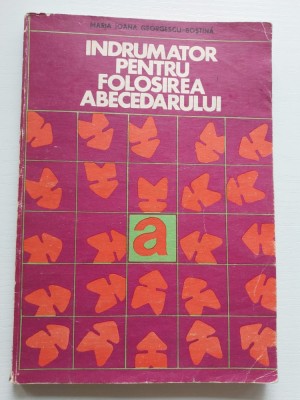 MARIA IOANA GEORGESCU-BOSTINĂ
INDRUMATOR
PENTRU
FOLOSIREA
ABECEDARULUI
a